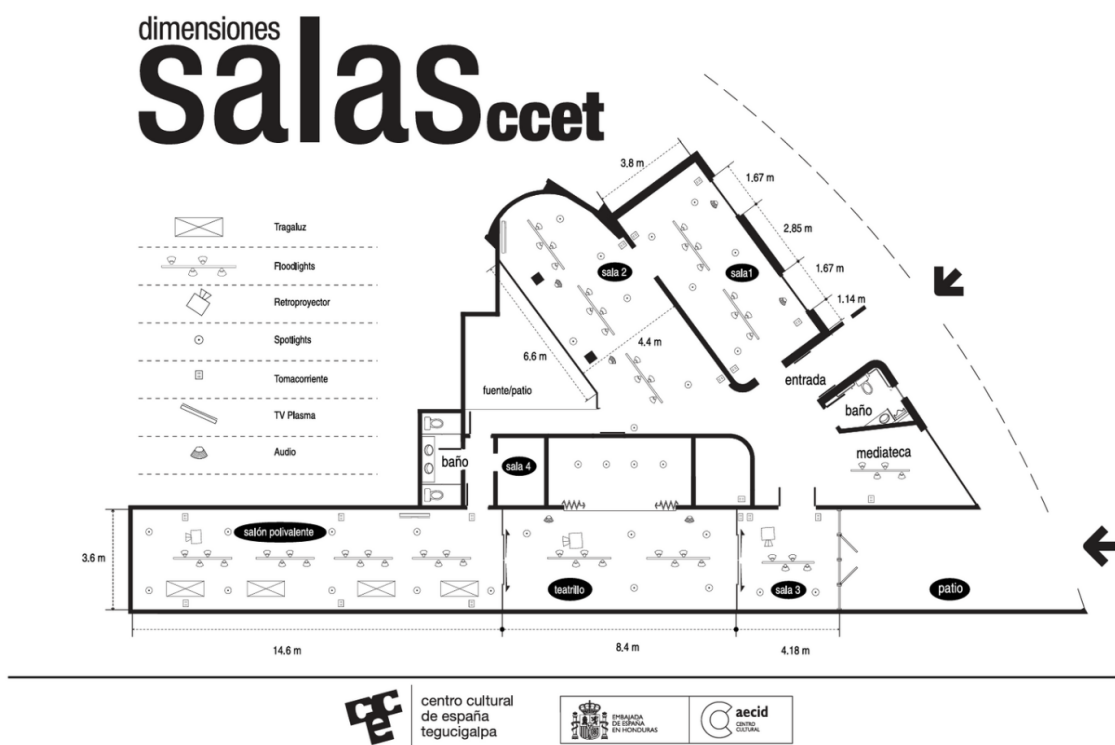 dimensiones
salas ccet
3.8 m
1.67 m
2.85 m
1.67 m
1.14 m
Tragaluz
Floodlights
Retroproyector
Spotlights
Tomacorriente
TV Plasma
Audio
sala 2
sala1
6.6 m
4.4 m
entrada
fuente/patio
baño
mediateca
baño
sala 4
salón polivalente
3.6 m
teatrillo
sala 3
patio
14.6 m
8.4 m
4.18 m
cce
centro cultural
de españa
tegucigalpa
EMBAJADA
DE ESPAÑA
EN HONDURAS
aecid
CENTRO
CULTURAL